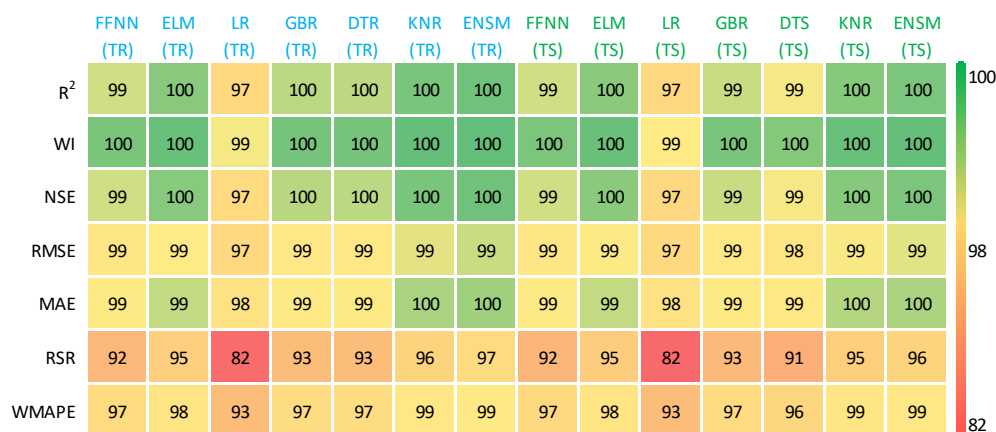 FFNN ELM LR GBR DTR KNR ENSM FFNN ELM LR GBR DTS KNR ENSM
(TR) (TR) (TR) (TR) (TR) (TR) (TR) (TS) (TS) (TS) (TS) (TS) (TS) (TS)
R² 99 100 97 100 100 100 100 99 100 97 99 99 100 100 100
WI 100 100 99 100 100 100 100 100 100 99 100 100 100 100
NSE 99 100 97 100 100 100 100 99 100 97 99 99 100 100
RMSE 99 99 97 99 99 99 99 99 99 97 99 98 99 99 98
MAE 99 99 98 99 99 100 100 99 99 98 99 99 100 100
RSR 92 95 82 93 93 96 97 92 95 82 93 91 95 96
WMAPE 97 98 93 97 97 99 99 97 98 93 97 96 99 99 82